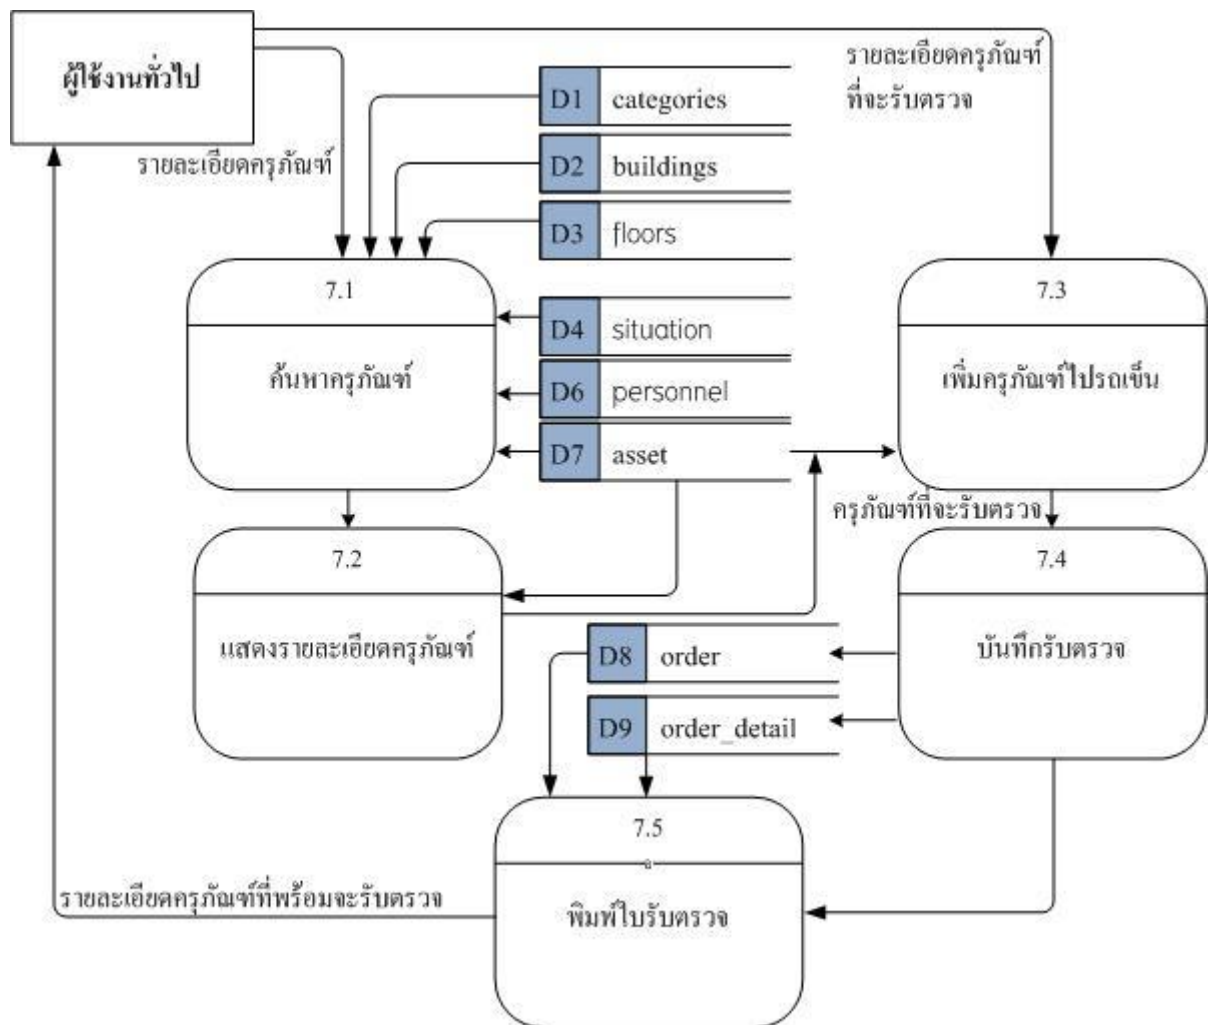 ผู้ใช้งานทั่วไป
รายละเอียดครุภัณฑ์
ที่จะรับตรวจ
รายละเอียดครุภัณฑ์
D1 categories
D2 buildings
D3 floors
7.1
ค้นหาครุภัณฑ์
D4 situation
D6 personnel
D7 asset
7.3
เพิ่มครุภัณฑ์ไปรถเข็น
ครุภัณฑ์ที่จะรับตรวจ
7.2
แสดงรายละเอียดครุภัณฑ์
7.4
บันทึกรับตรวจ
D8 order
D9 order_detail
7.5
พิมพ์ใบรับตรวจ
รายละเอียดครุภัณฑ์ที่พร้อมจะรับตรวจ